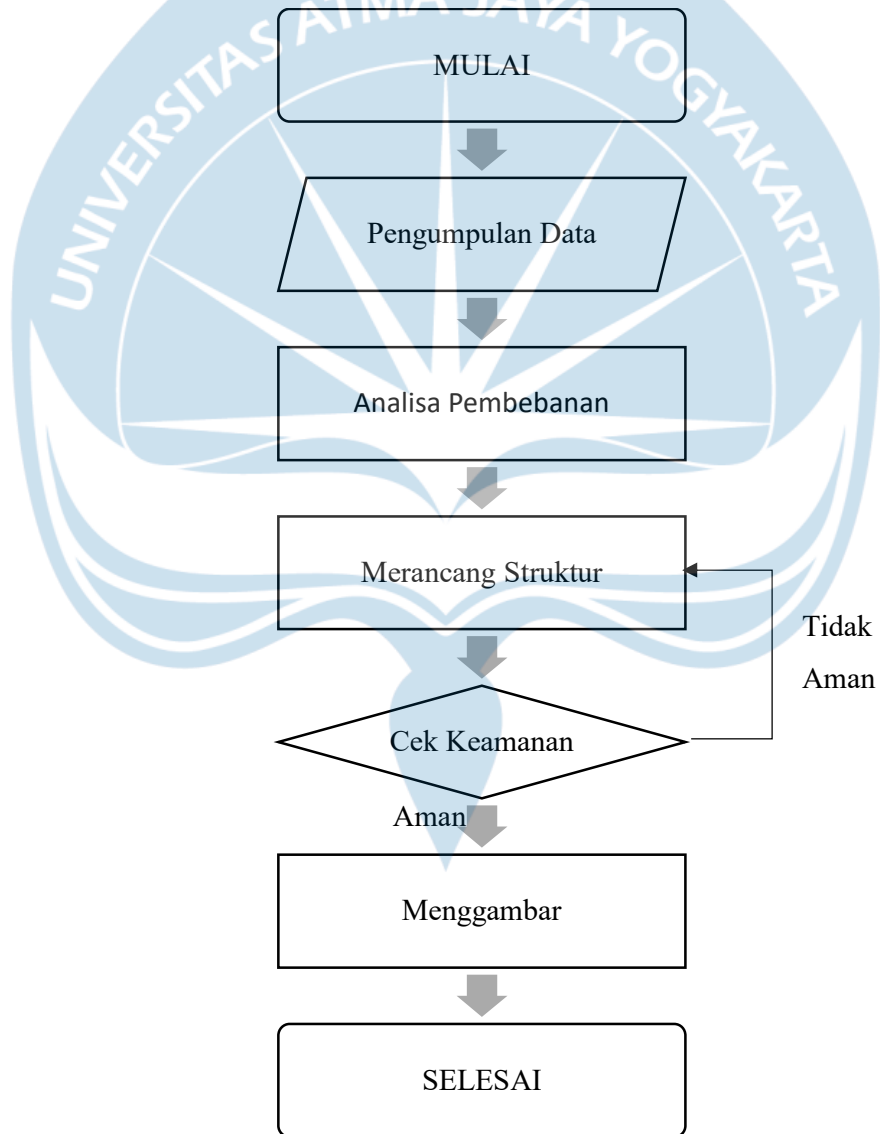 UNIVERSITAS ATMA JAYA YOGYAKARTA
MULAI
Pengumpulan Data
Analisa Pembebanan
Merancang Struktur
Tidak
Aman
Cek Keamanan
Aman
Menggambar
SELESAI